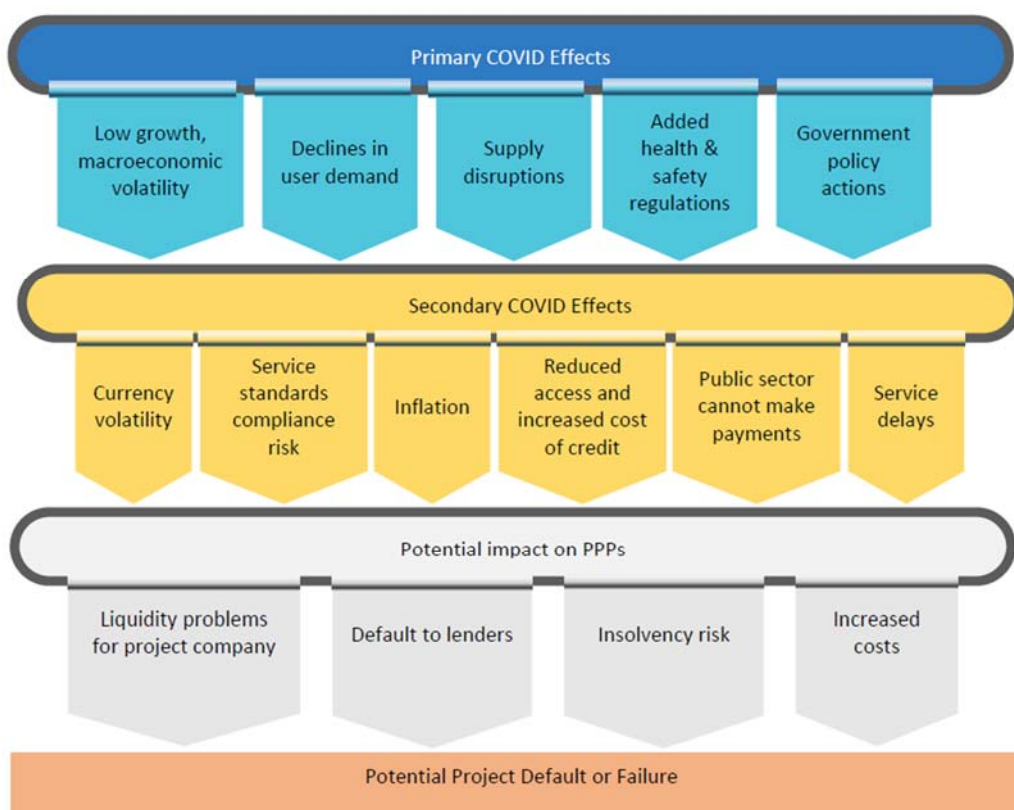 Primary COVID Effects
Low growth,
macroeconomic
volatility
Declines in
user demand
Supply
disruptions
Added
health &
safety
regulations
Government
policy
actions
Secondary COVID Effects
Currency
volatility
Service
standards
compliance
risk
Inflation
Reduced
access and
increased cost
of credit
Public sector
cannot make
payments
Service
delays
Potential impact on PPPs
Liquidity problems
for project company
Default to lenders
Insolvency risk
Increased
costs
Potential Project Default or Failure